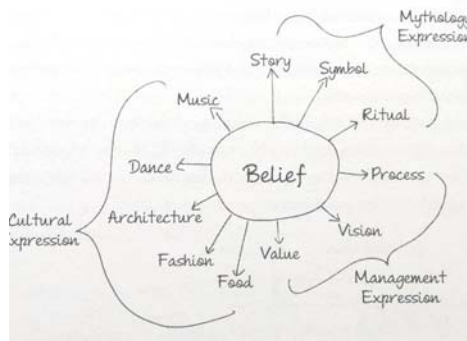 Mythology
Expression
Story
Symbol
Ritual
Music
Dance
Belief
Process
Architecture
Cultural
Expression
Vision
Fashion
Value
Food
Management
Expression